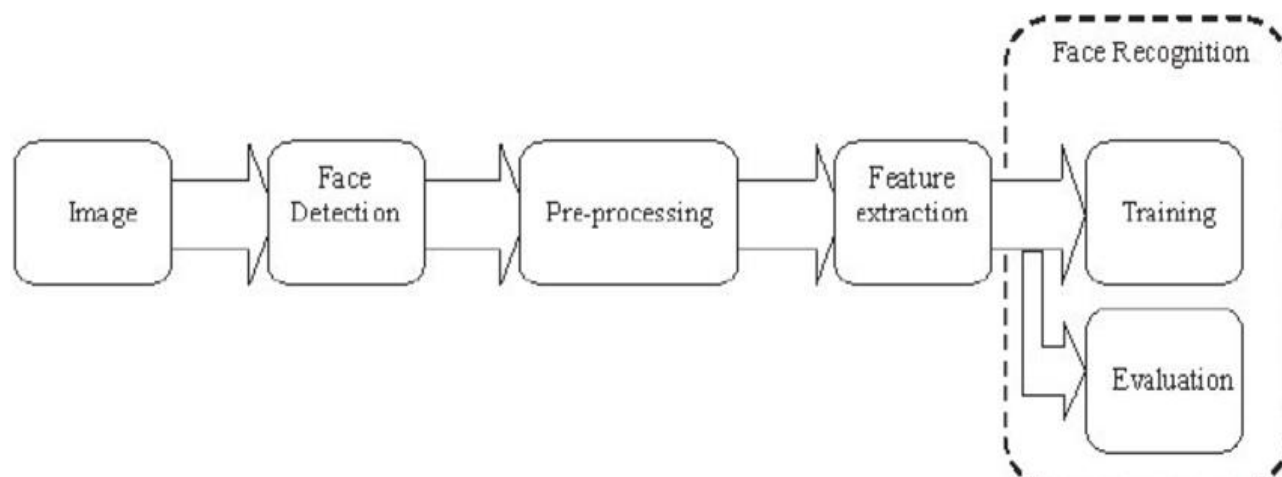 Face Recognition
Image
Face
Detection
Pre-processing
Feature
extraction
Training
Evaluation